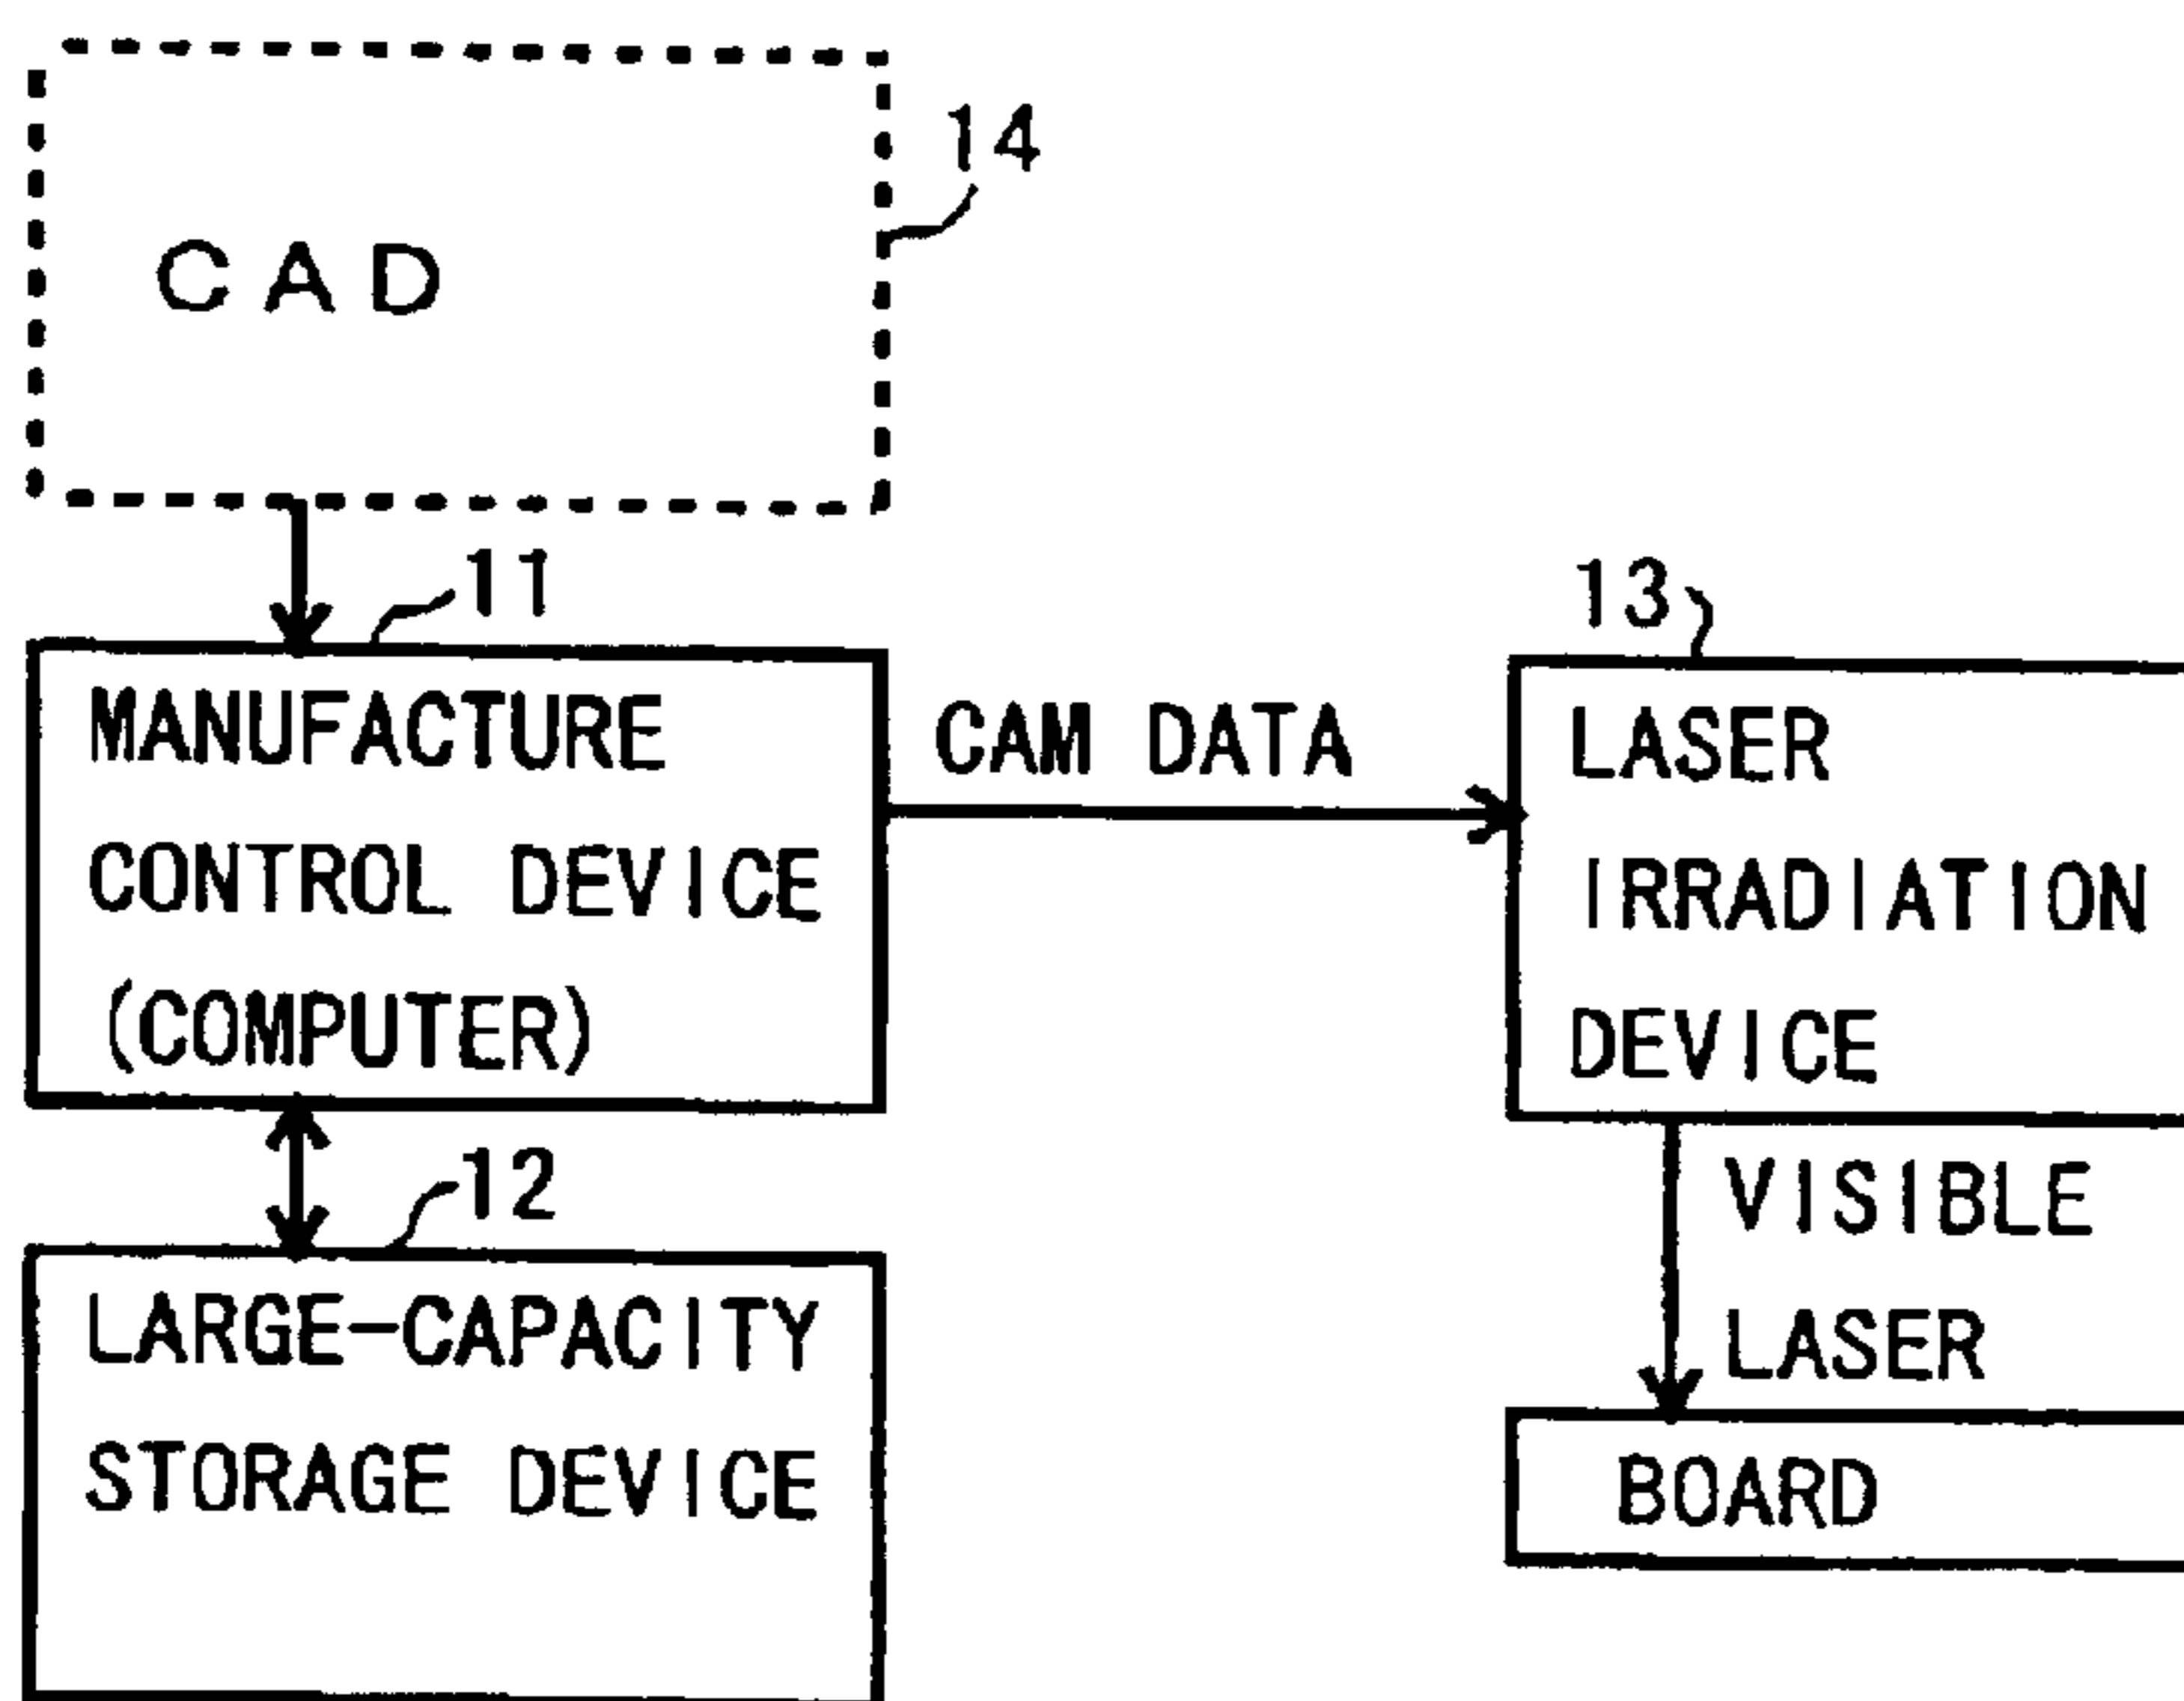 14
CAD
11
MANUFACTURE
CONTROL DEVICE
(COMPUTER)
CAM DATA
13
LASER
IRRADIATION
DEVICE
12
LARGE-CAPACITY
STORAGE DEVICE
VISIBLE
LASER
BOARD